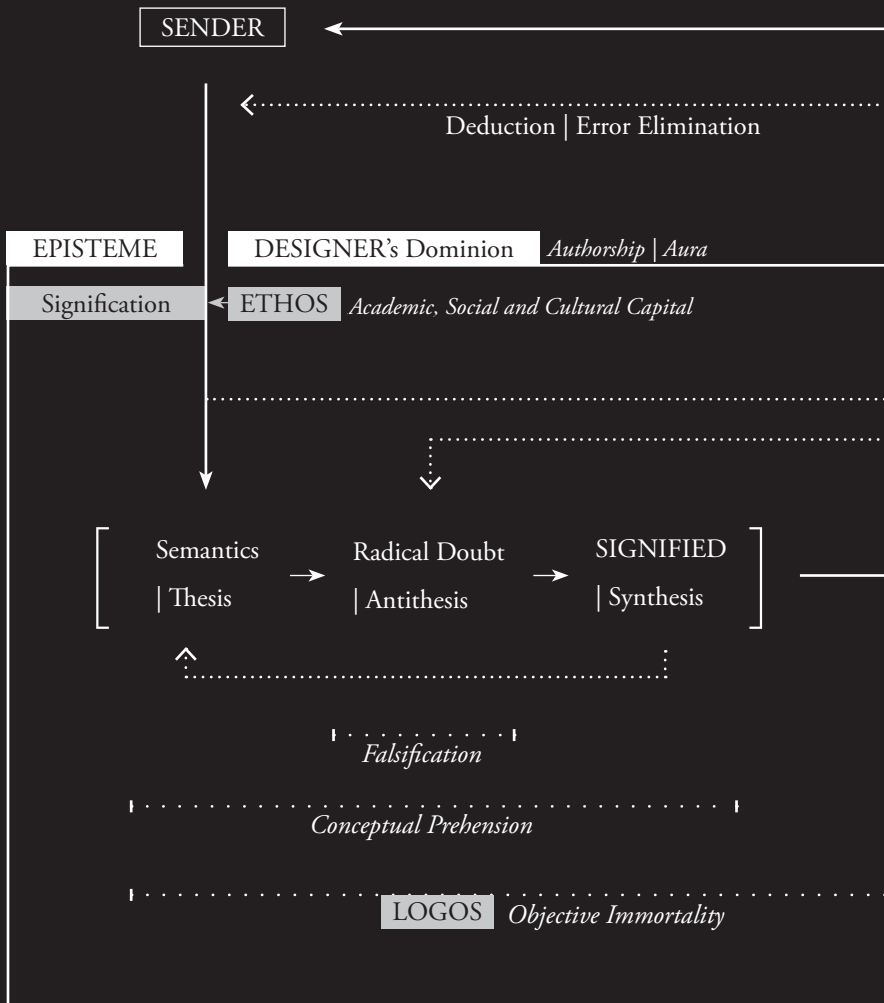 SENDER
Deduction | Error Elimination
EPISTEME
DESIGNER's Dominion Authorship | Aura
Signification
ETHOS Academic, Social and Cultural Capital
Semantics
| Thesis
Radical Doubt
| Antithesis
SIGNIFIED
| Synthesis
Falsification
Conceptual Prehension
LOGOS Objective Immortality